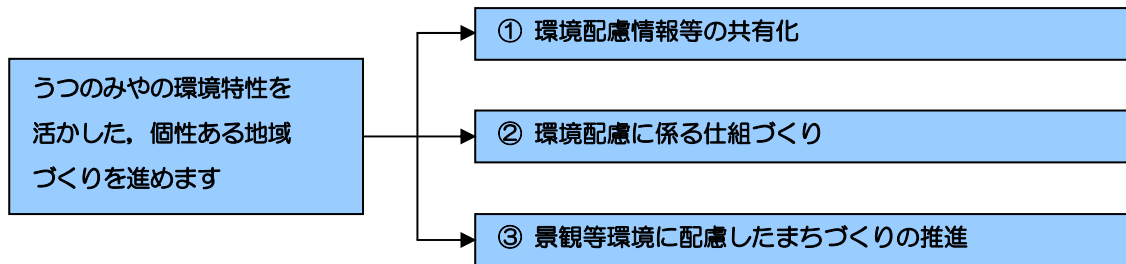 うつのみやの環境特性を
活かした，個性ある地域
づくりを進めます
① 環境配慮情報等の共有化
② 環境配慮に係る仕組づくり
③ 景観等環境に配慮したまちづくりの推進